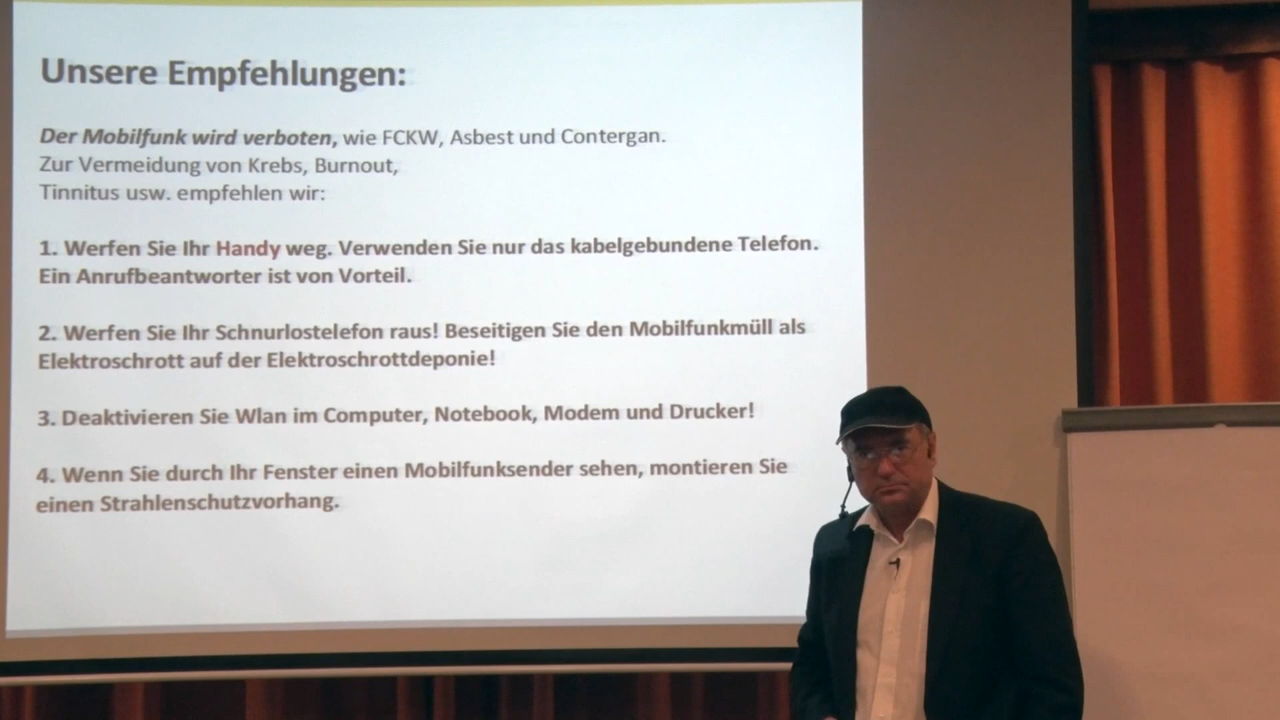 Unsere Empfehlungen:
Der Mobilfunk wird verboten, wie FCKW, Asbest und Contergan.
Zur Vermeidung von Krebs, Burnout,
Tinnitus usw. empfehlen wir:
1. Werfen Sie Ihr Handy weg. Verwenden Sie nur das kabelgebundene Telefon.
Ein Anrufbeantworter ist von Vorteil.
2. Werfen Sie Ihr Schnurlostelefon raus! Beseitigen Sie den Mobilfunkmüll als
Elektroschrott auf der Elektroschrottdeponie!
3. Deaktivieren Sie Wlan im Computer, Notebook, Modem und Drucker!
4. Wenn Sie durch Ihr Fenster einen Mobilfunksender sehen, montieren Sie
einen Strahlenschutzvorhang.